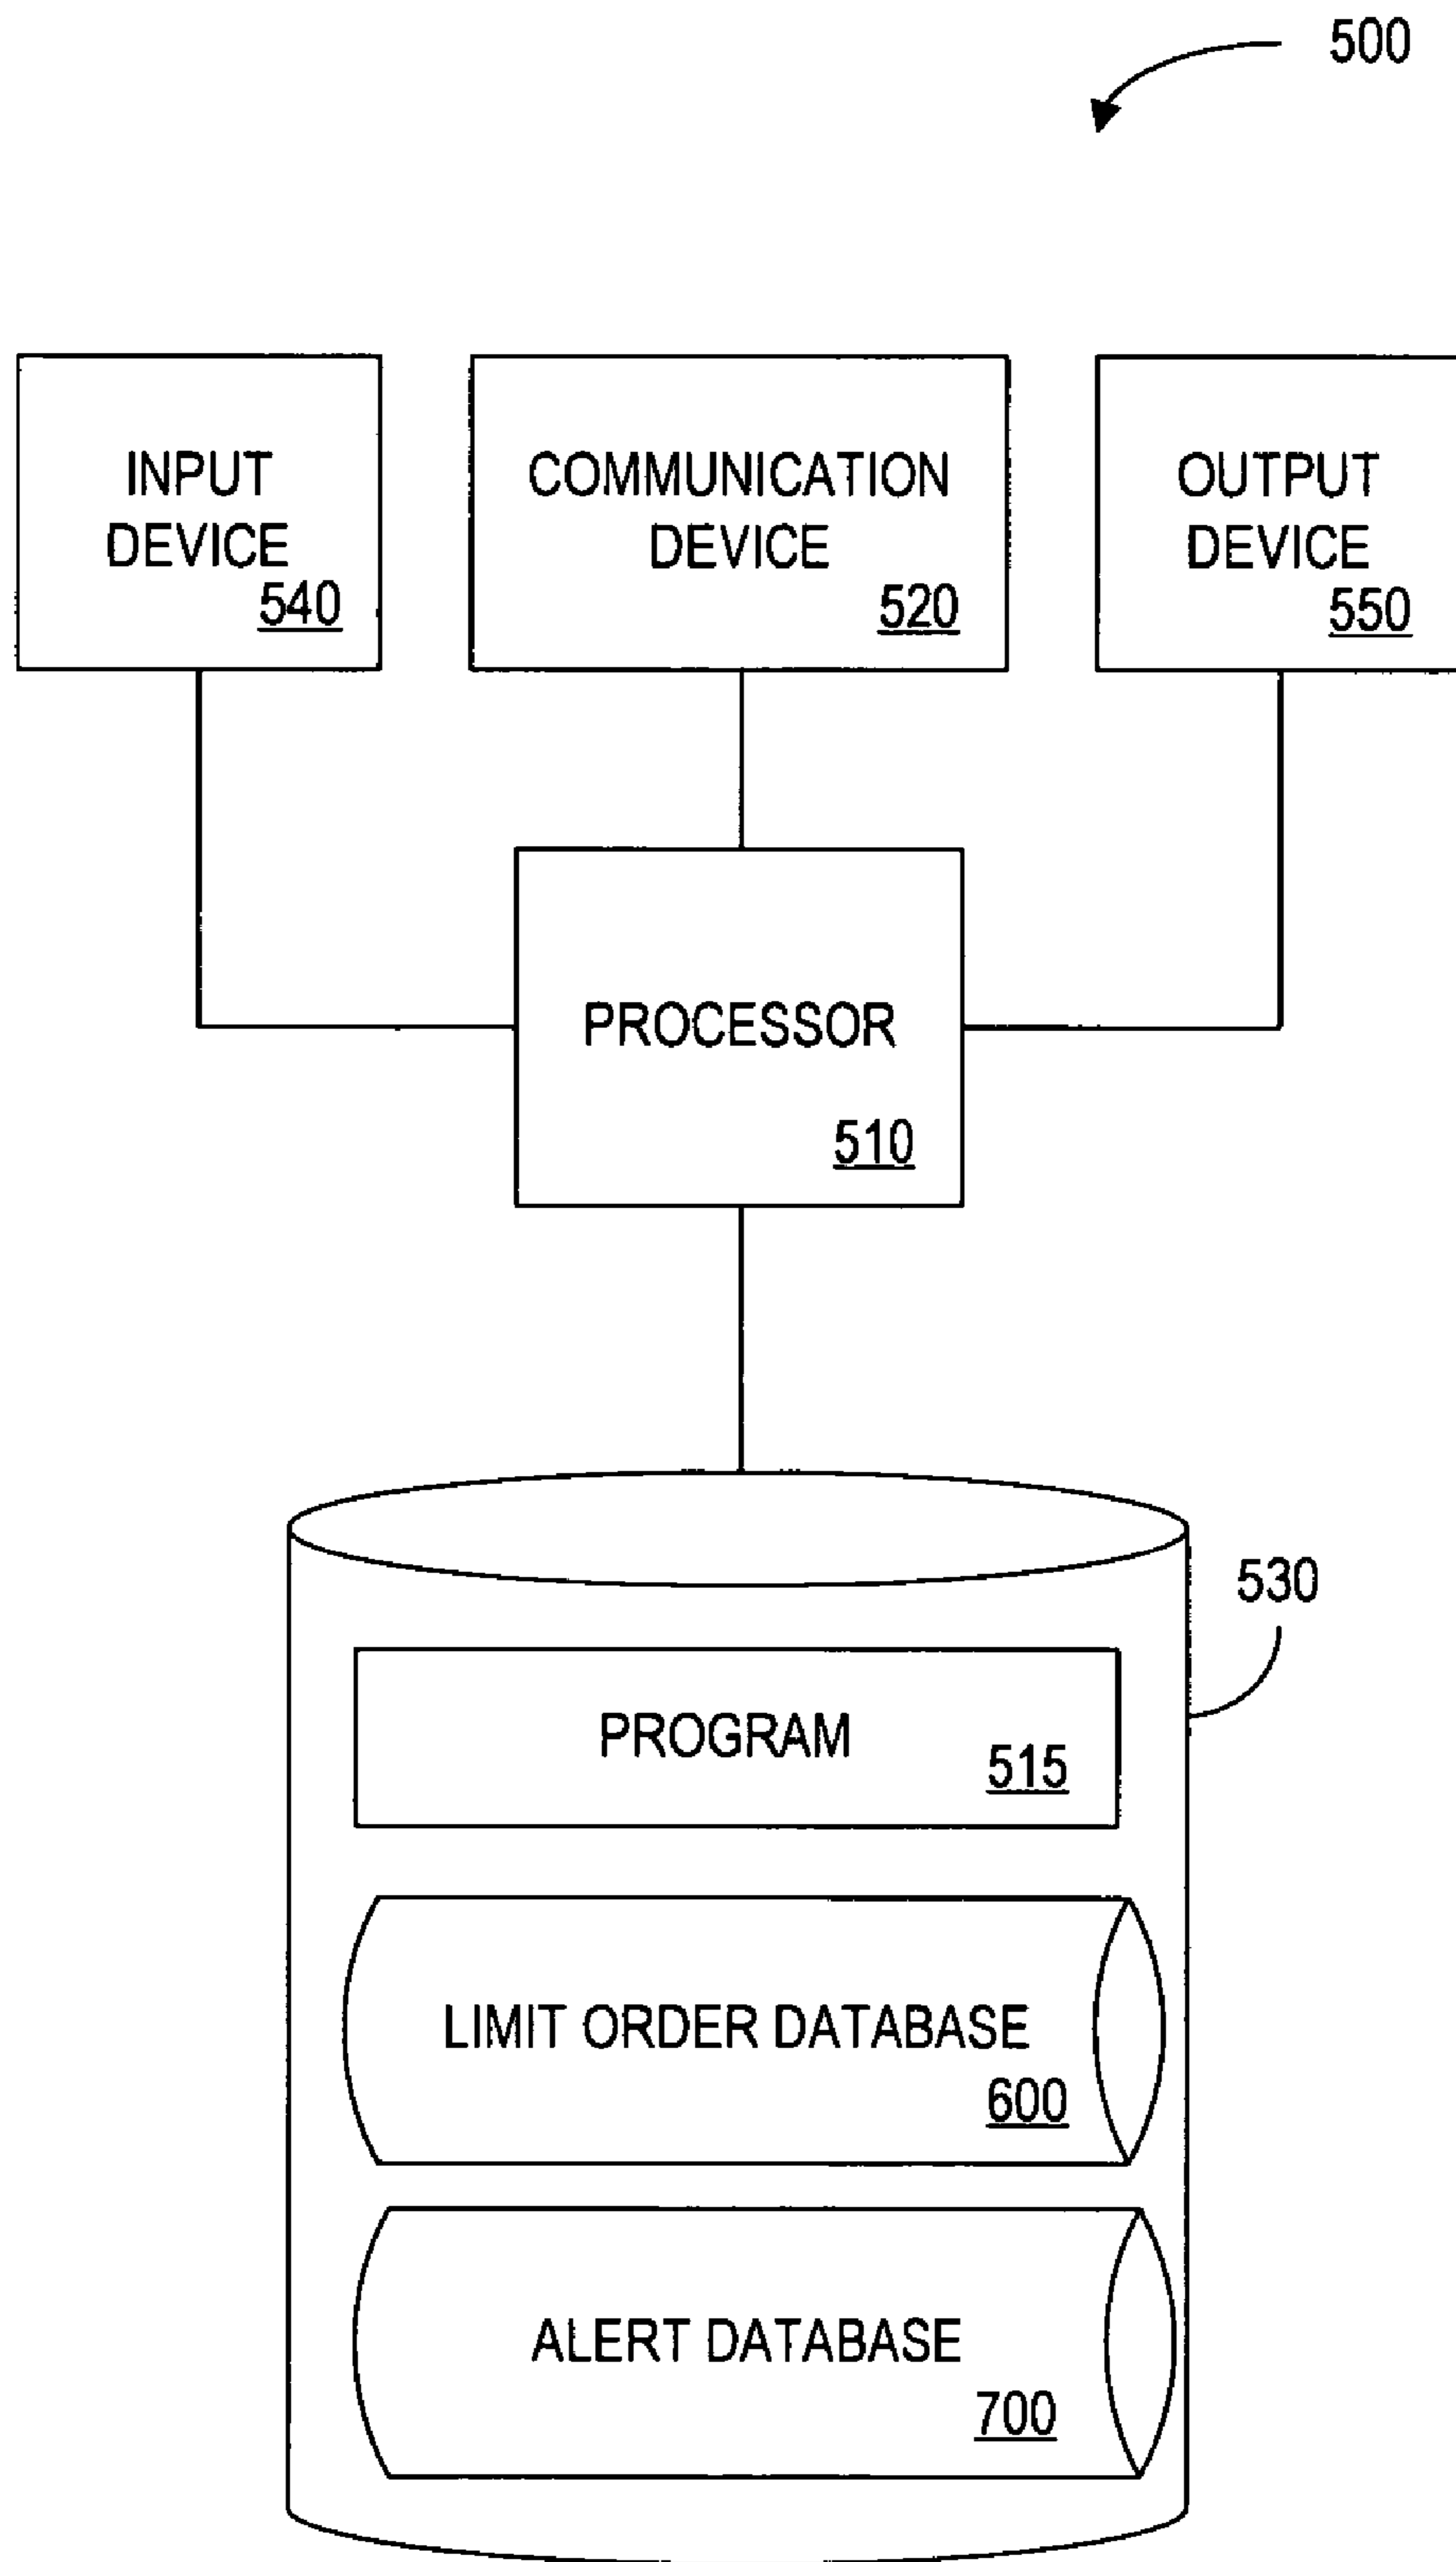 500
INPUT
DEVICE
540
COMMUNICATION
DEVICE
520
OUTPUT
DEVICE
550
PROCESSOR
510
530
PROGRAM
515
LIMIT ORDER DATABASE
600
ALERT DATABASE
700